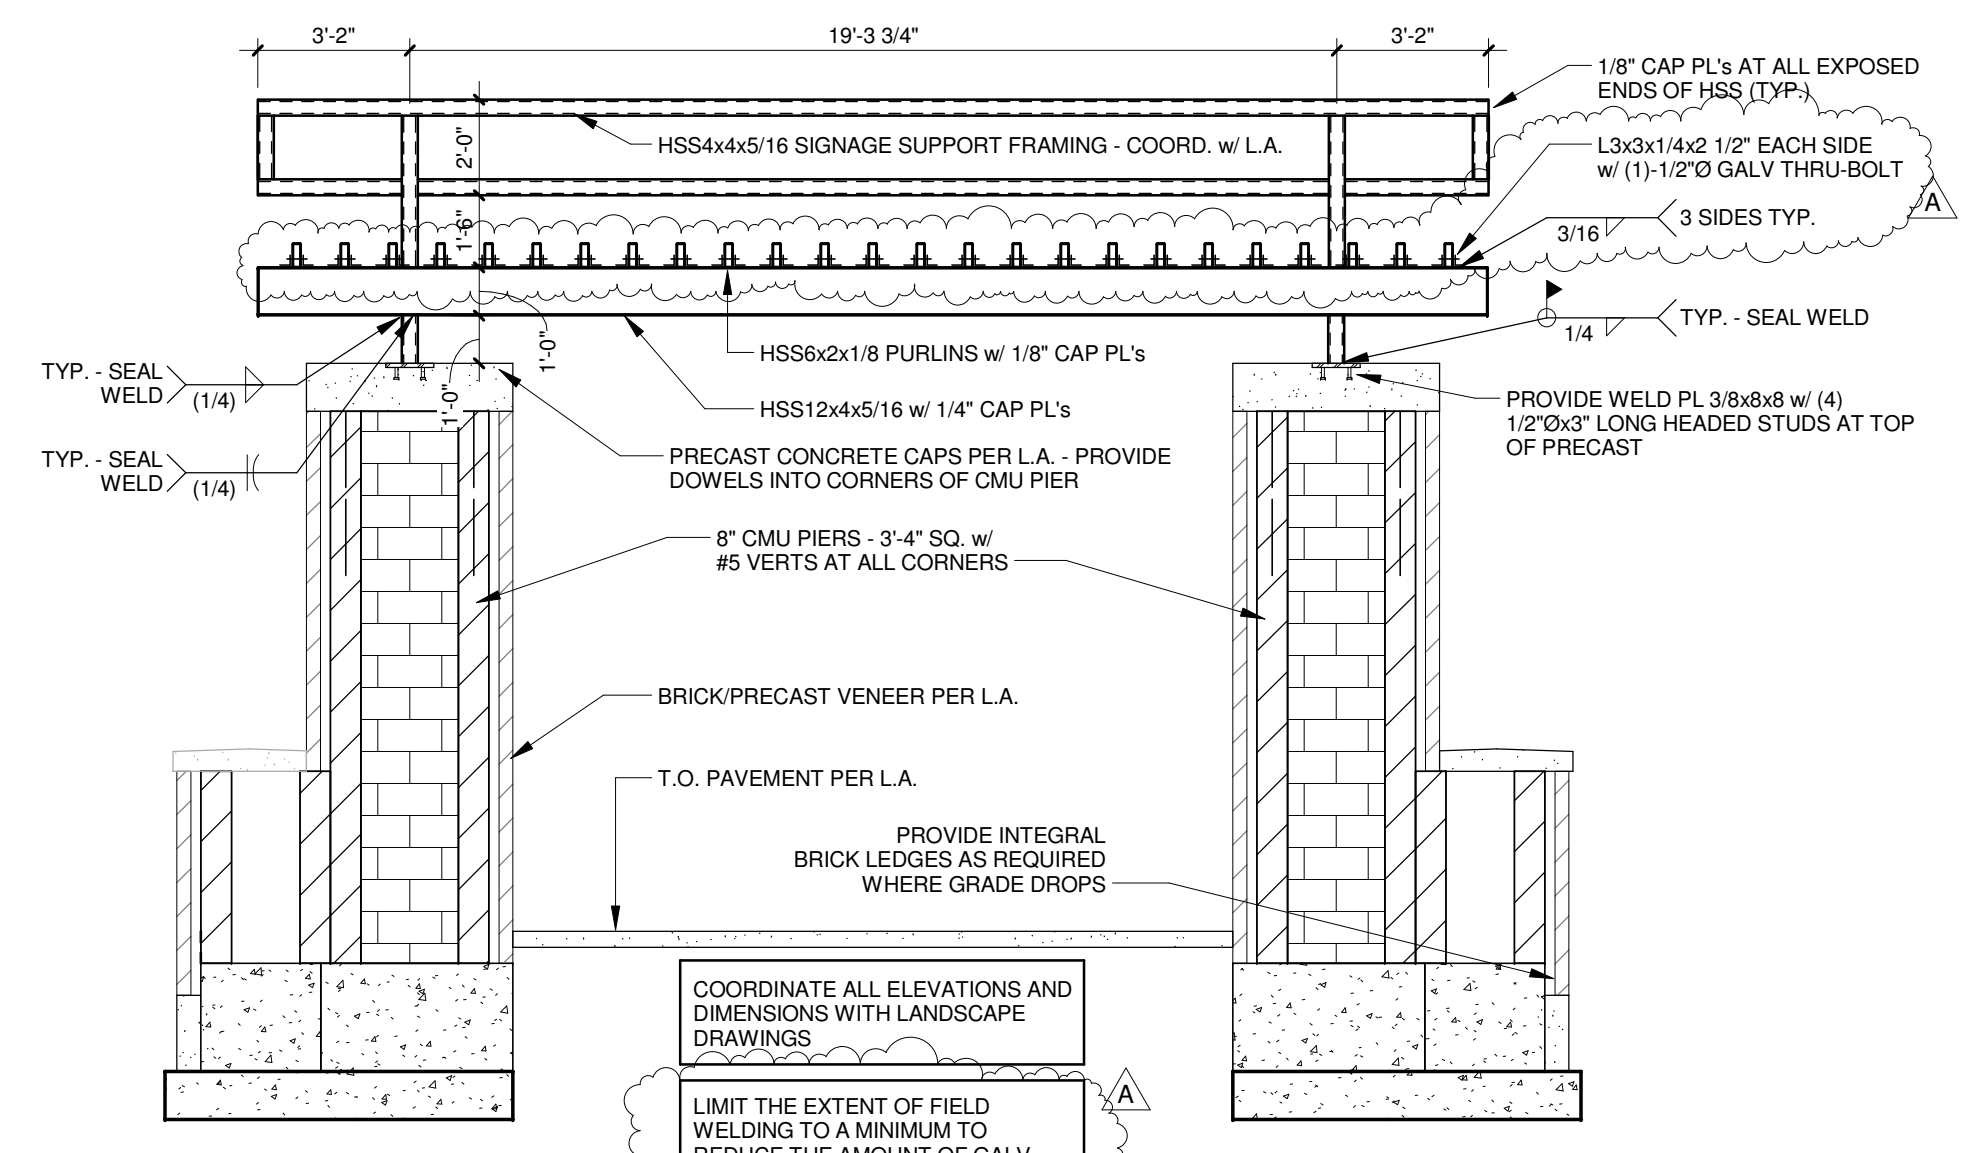 3'-2"
19'-3 3/4"
3'-2"
1/8" CAP PL's AT ALL EXPOSED
ENDS OF HSS (TYP.)
HSS4x4x5/16 SIGNAGE SUPPORT FRAMING - COORD. w/ L.A.
2'-0"
L3x3x1/4x2 1/2" EACH SIDE
w/ (1)-1/2"Ø GALV THRU-BOLT
A
1'-6"
3/16
3 SIDES TYP.
1/4
TYP. - SEAL WELD
1'-0"
HSS6x2x1/8 PURLINS w/ 1/8" CAP PL's
TYP. - SEAL
WELD
(1/4)
1'-0"
HSS12x4x5/16 w/ 1/4" CAP PL's
PROVIDE WELD PL 3/8x8x8 w/ (4)
1/2"Øx3" LONG HEADED STUDS AT TOP
OF PRECAST
TYP. - SEAL
WELD
(1/4)
PRECAST CONCRETE CAPS PER L.A. - PROVIDE
DOWELS INTO CORNERS OF CMU PIER
8" CMU PIERS - 3'-4" SQ. w/
#5 VERTS AT ALL CORNERS
BRICK/PRECAST VENEER PER L.A.
T.O. PAVEMENT PER L.A.
PROVIDE INTEGRAL
BRICK LEDGES AS REQUIRED
WHERE GRADE DROPS
COORDINATE ALL ELEVATIONS AND
DIMENSIONS WITH LANDSCAPE
DRAWINGS
A
LIMIT THE EXTENT OF FIELD
WELDING TO A MINIMUM TO
REDUCE THE AMOUNT OF GALV